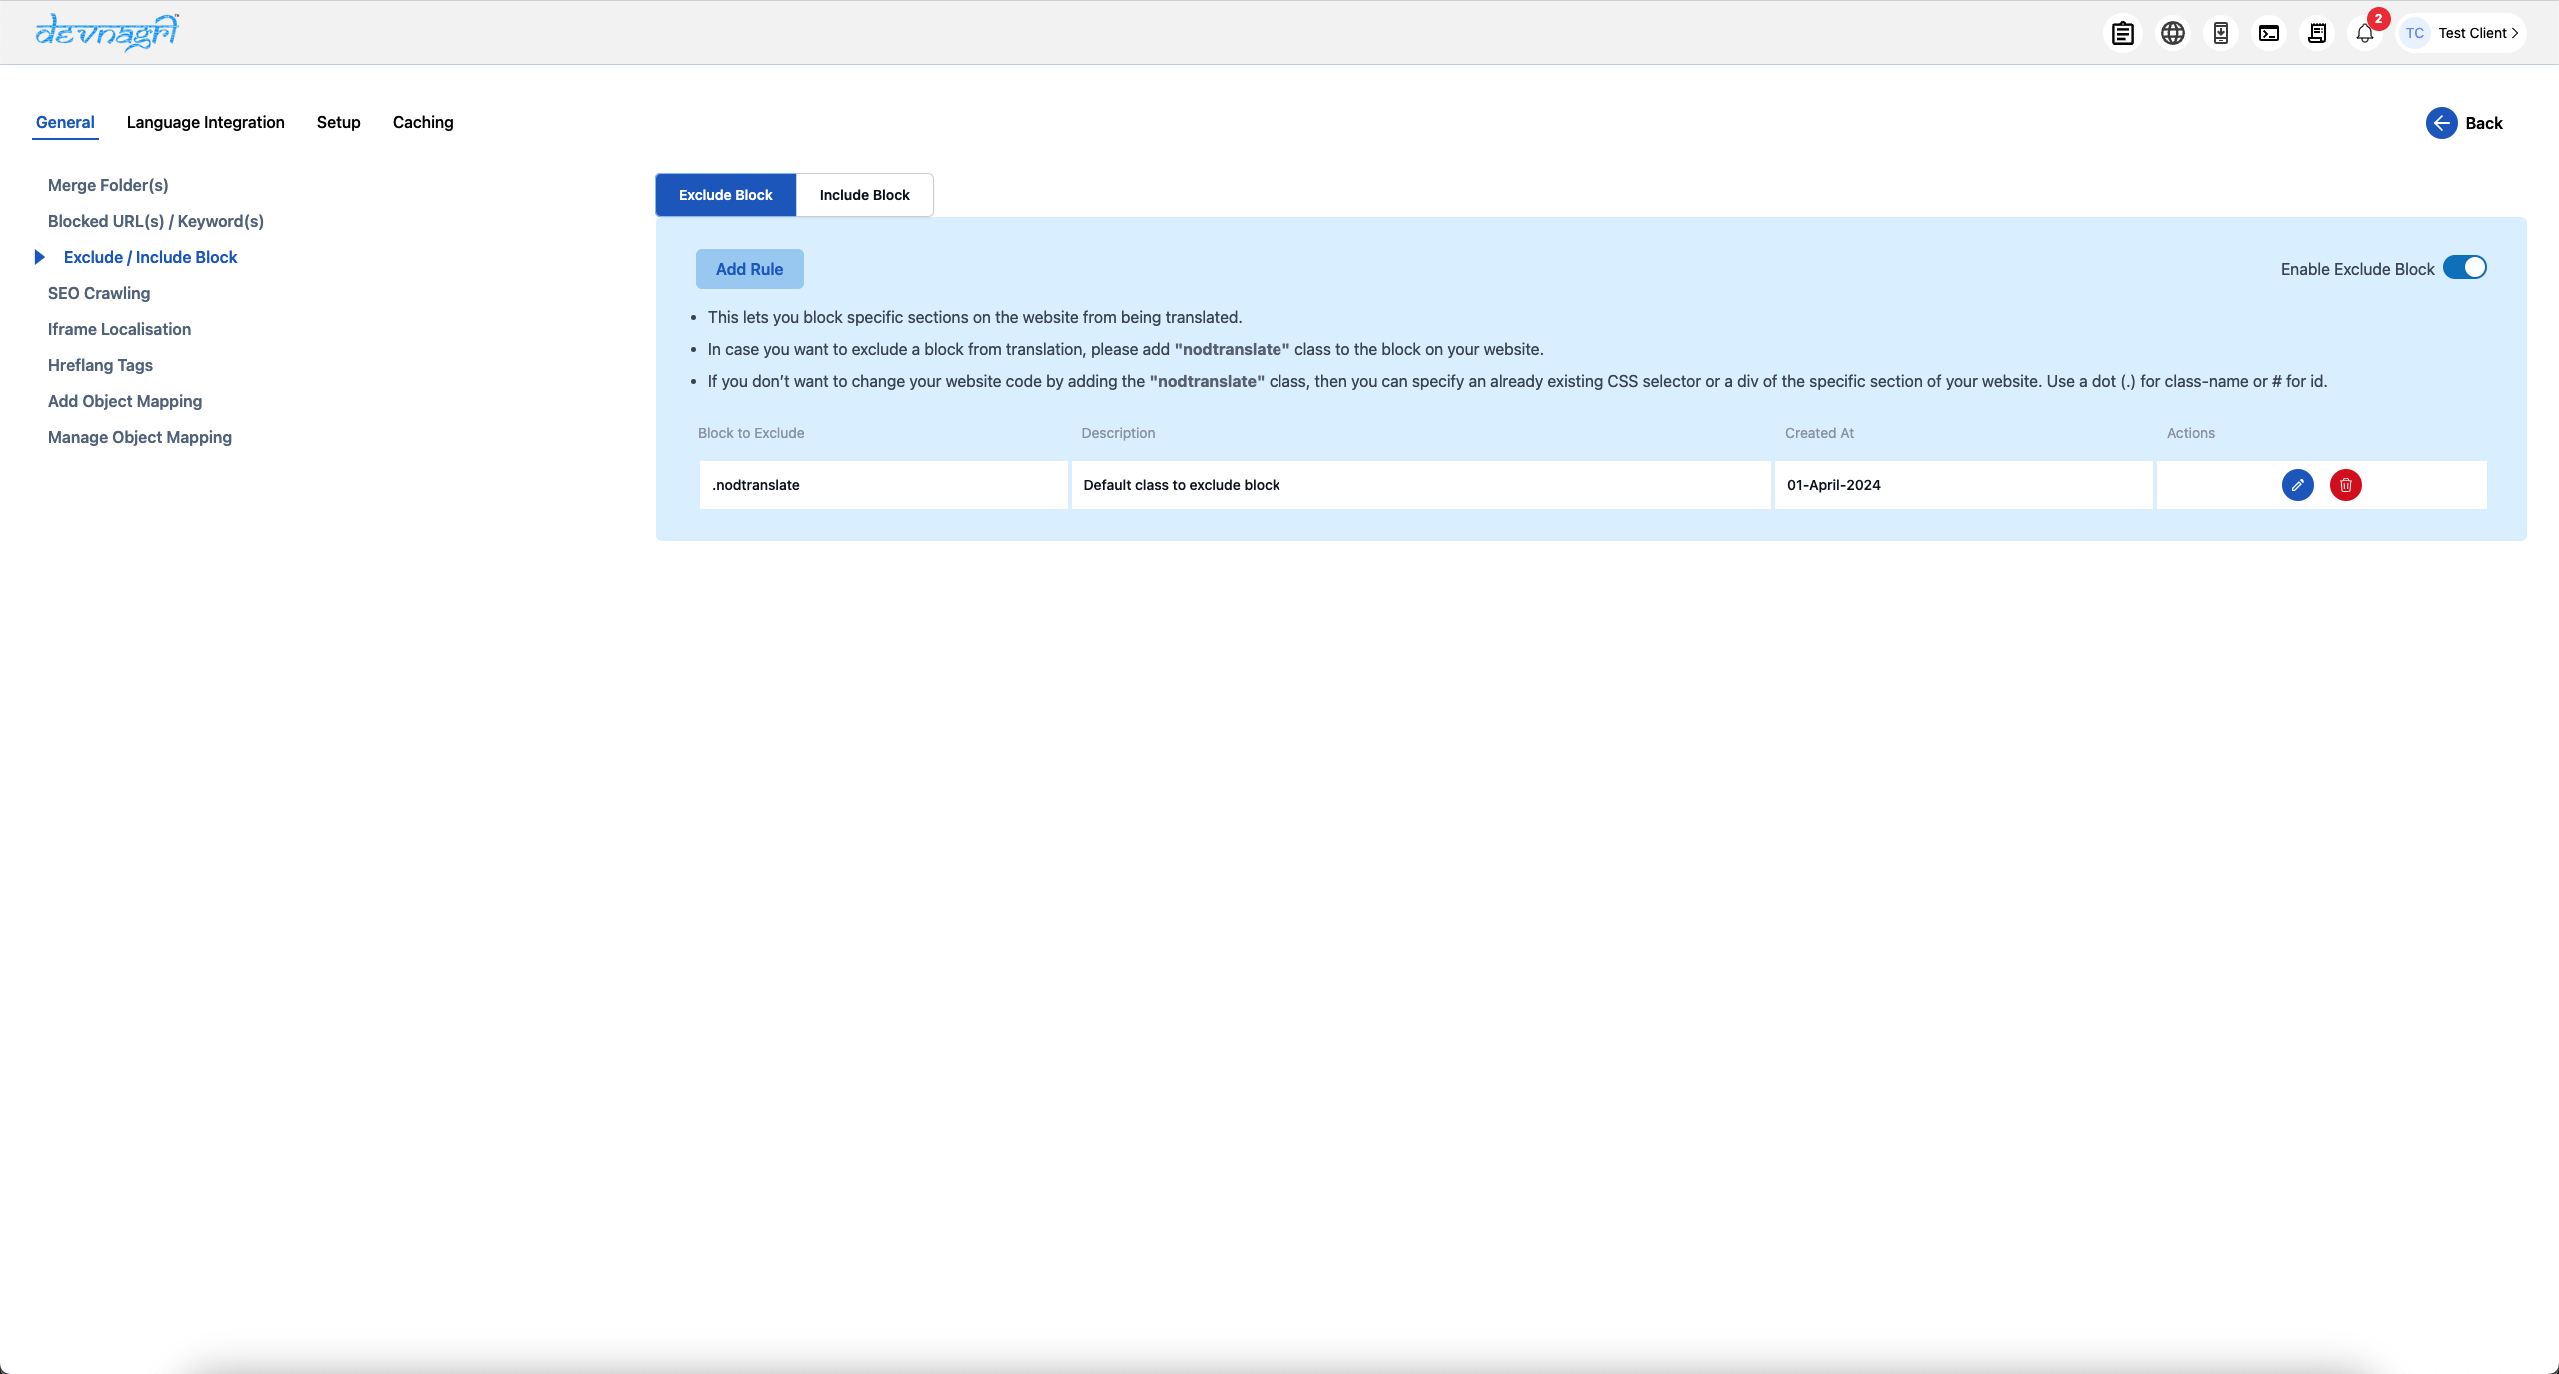 devnagri
2
TC Test Client
General Language Integration Setup Caching
Back
Merge Folder(s)
Blocked URL(s) / Keyword(s)
Exclude / Include Block
SEO Crawling
Iframe Localisation
Hreflang Tags
Add Object Mapping
Manage Object Mapping
Exclude Block Include Block
Add Rule
Enable Exclude Block
• This lets you block specific sections on the website from being translated.
• In case you want to exclude a block from translation, please add "nodtranslate" class to the block on your website.
• If you don’t want to change your website code by adding the "nodtranslate" class, then you can specify an already existing CSS selector or a div of the specific section of your website. Use a dot (.) for class-name or # for id.
Block to Exclude Description Created At Actions
.nodtranslate Default class to exclude block 01-April-2024